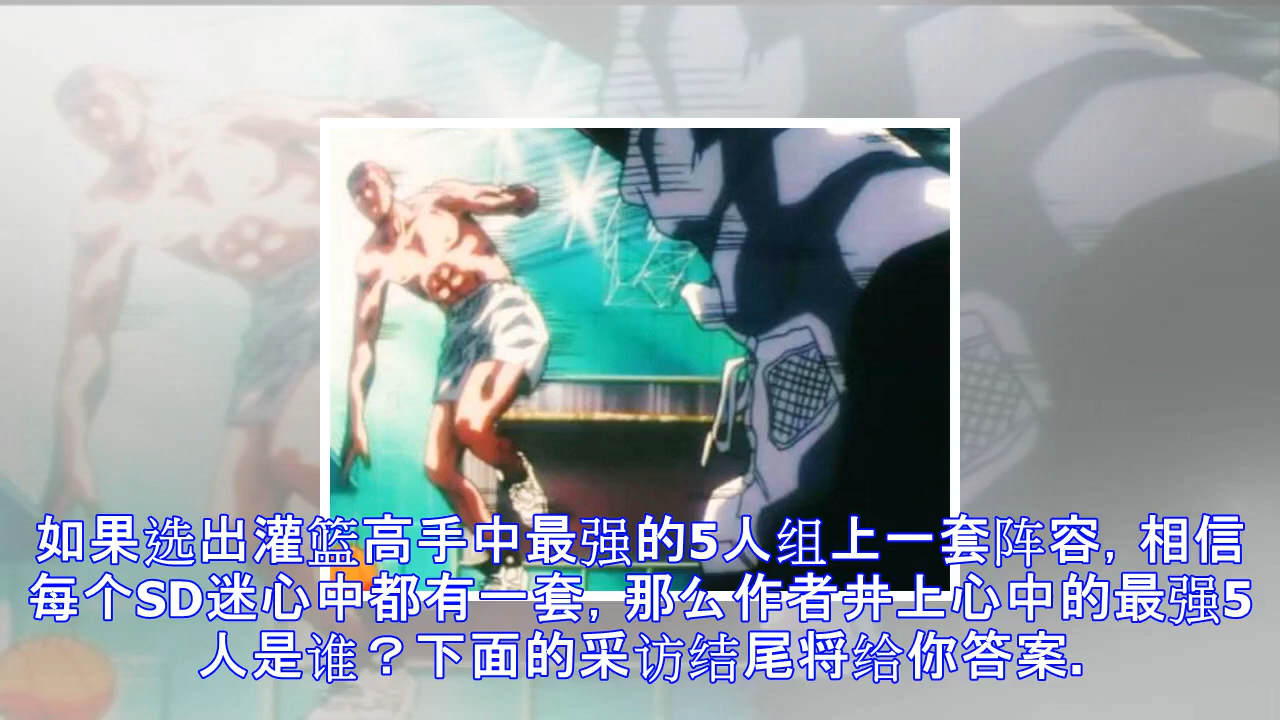 如果选出灌篮高手中最强的5人组上一套阵容, 相信
每个SD迷心中都有一套, 那么作者井上心中的最强5
人是谁？下面的采访结尾将给你答案.